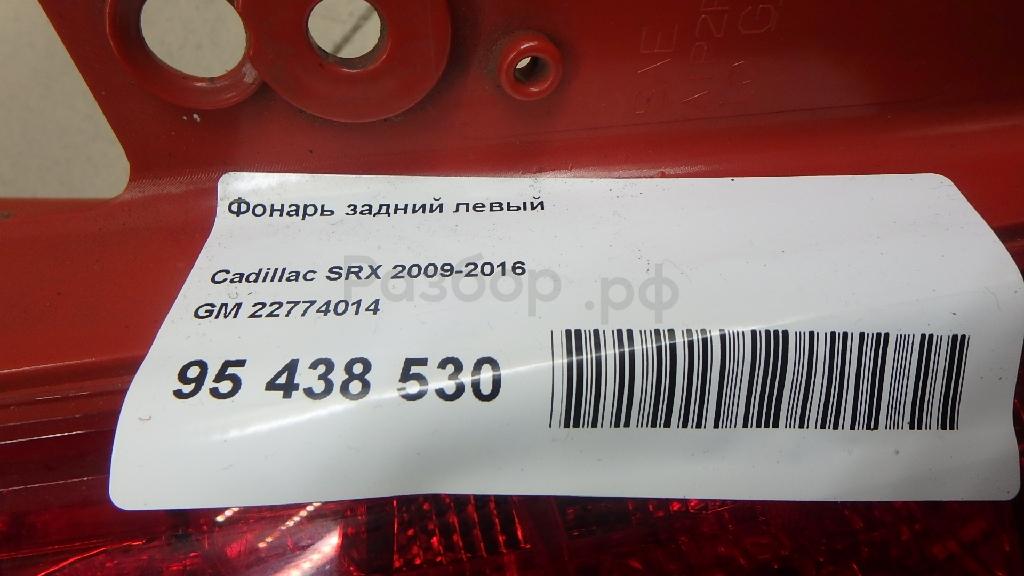 Фонарь задний левый
Cadillac SRX 2009-2016
Разбор.рф
GM 22774014
95 438 530